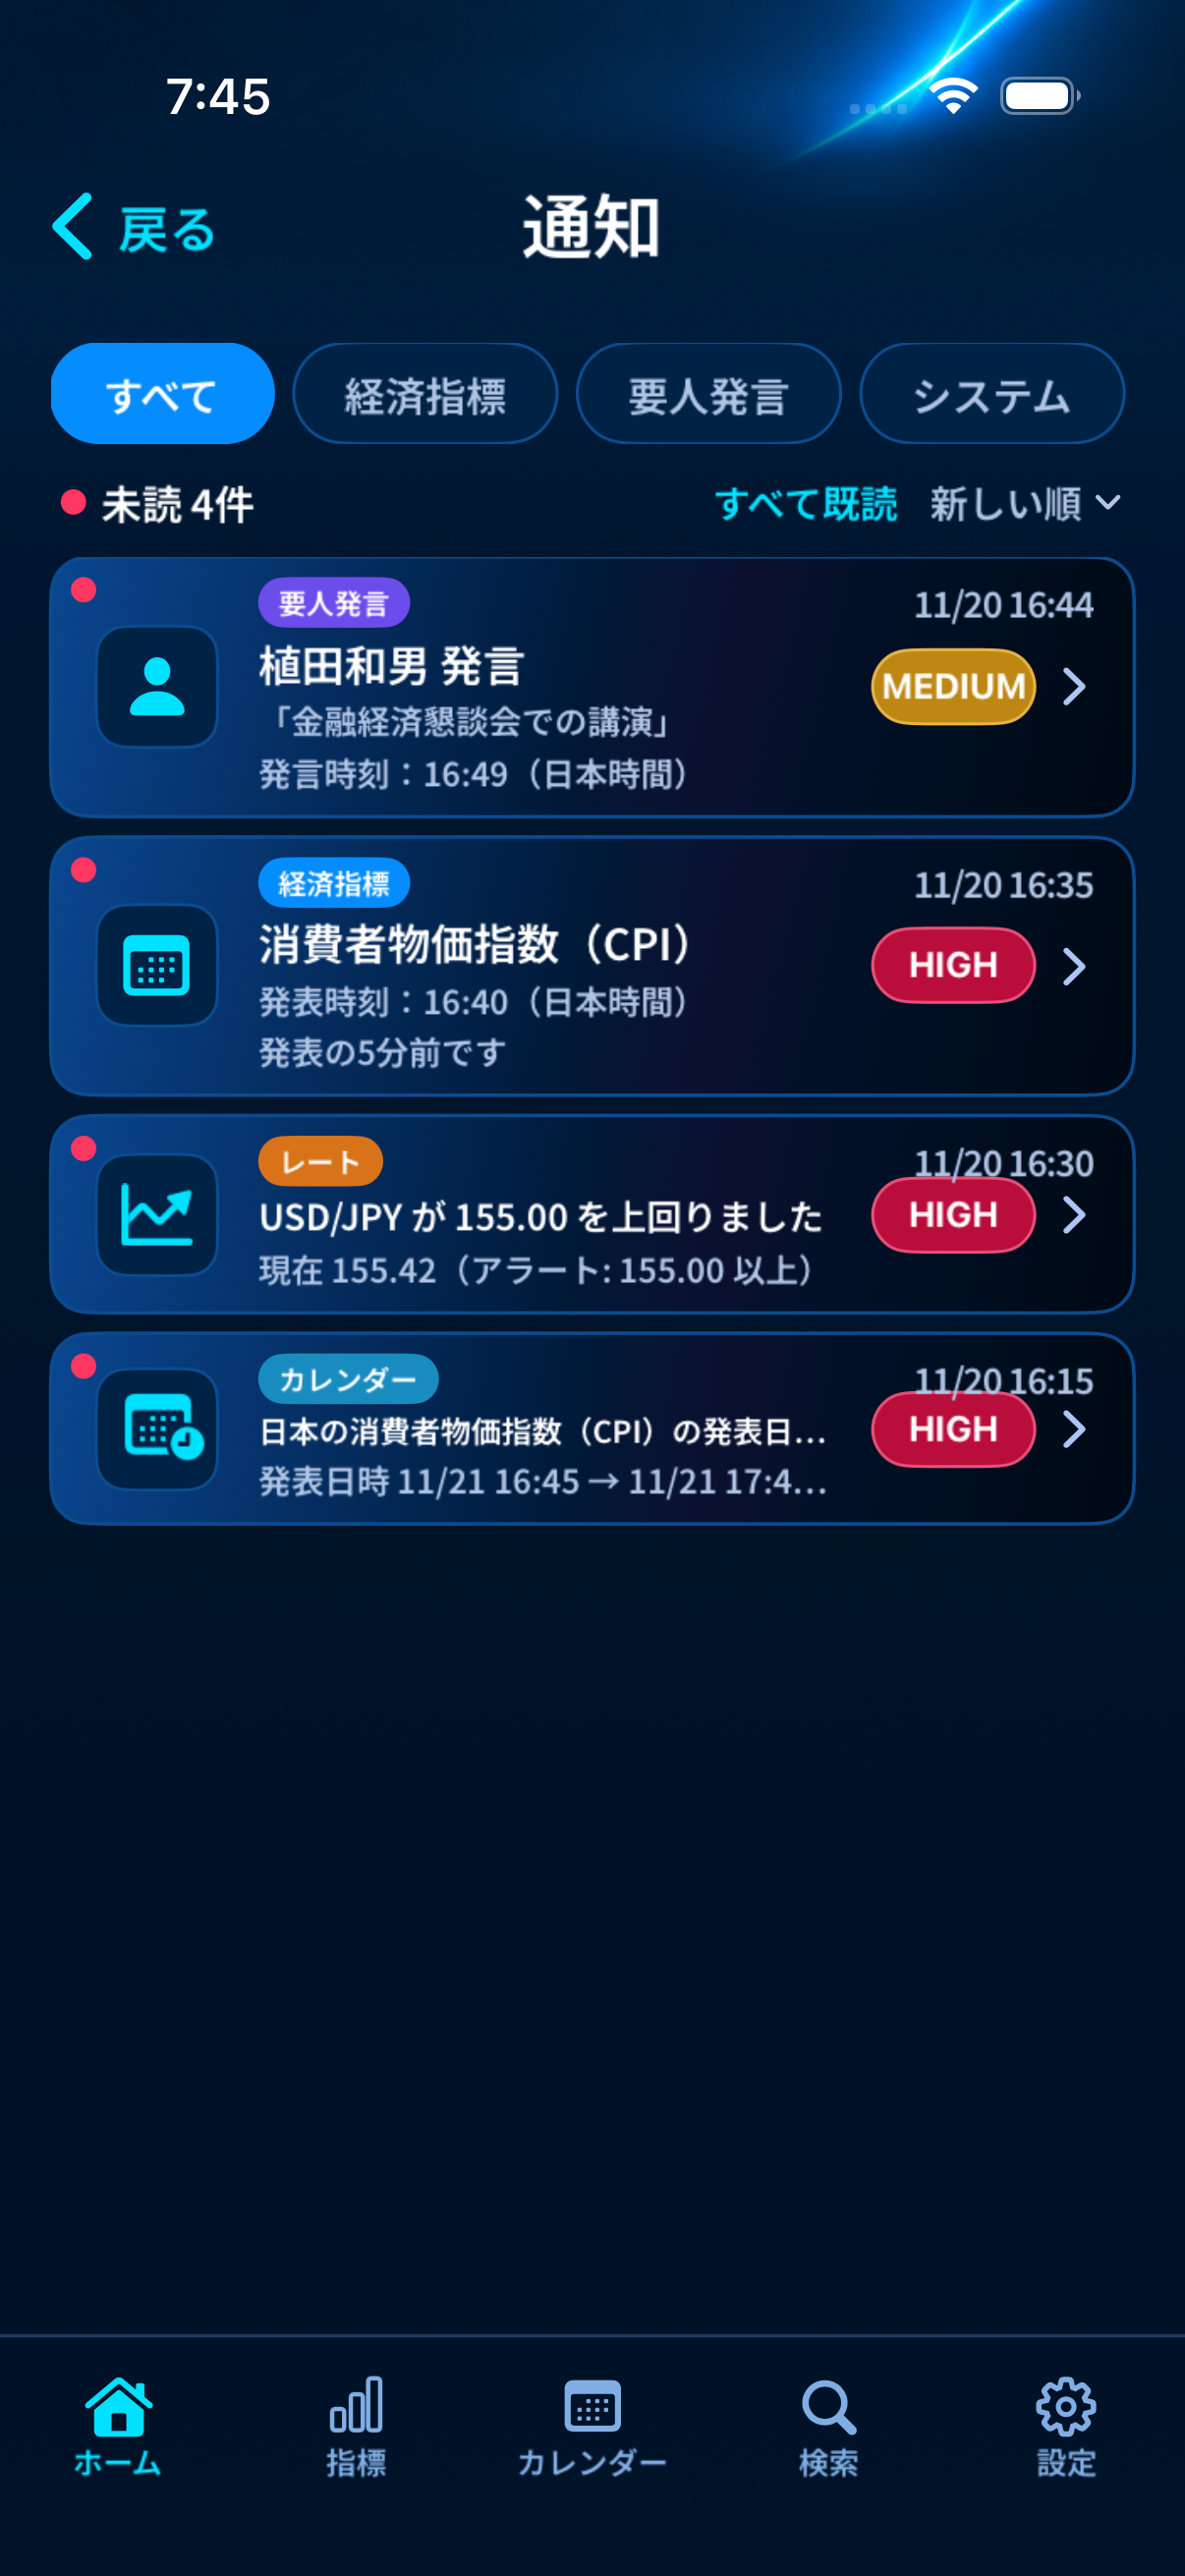 7:45
戻る
通知
すべて
経済指標
要人発言
システム
未読 4件
すべて既読
新しい順
要人発言
11/20 16:44
植田和男 発言
MEDIUM
「金融経済懇談会での講演」
発言時刻：16:49（日本時間）
経済指標
11/20 16:35
消費者物価指数（CPI）
HIGH
発表時刻：16:40（日本時間）
発表の5分前です
レート
11/20 16:30
USD/JPY が 155.00 を上回りました
HIGH
現在 155.42（アラート: 155.00 以上）
カレンダー
11/20 16:15
日本の消費者物価指数（CPI）の発表日…
HIGH
発表日時 11/21 16:45 → 11/21 17:4…
ホーム
指標
カレンダー
検索
設定